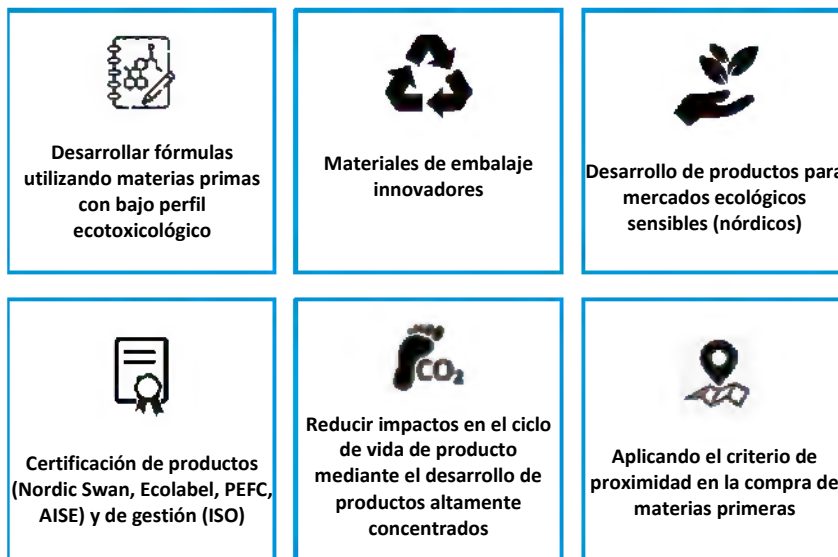 Desarrollar fórmulas
utilizando materias primas
con bajo perfil
ecotoxicológico
Materiales de embalaje
innovadores
Desarrollo de productos para
mercados ecológicos
sensibles (nórdicos)
Certificación de productos
(Nordic Swan, Ecolabel, PEFC,
AISE) y de gestión (ISO)
CO₂
Reducir impactos en el ciclo
de vida de producto
mediante el desarrollo de
productos altamente
concentrados
Aplicando el criterio de
proximidad en la compra de
materias primeras